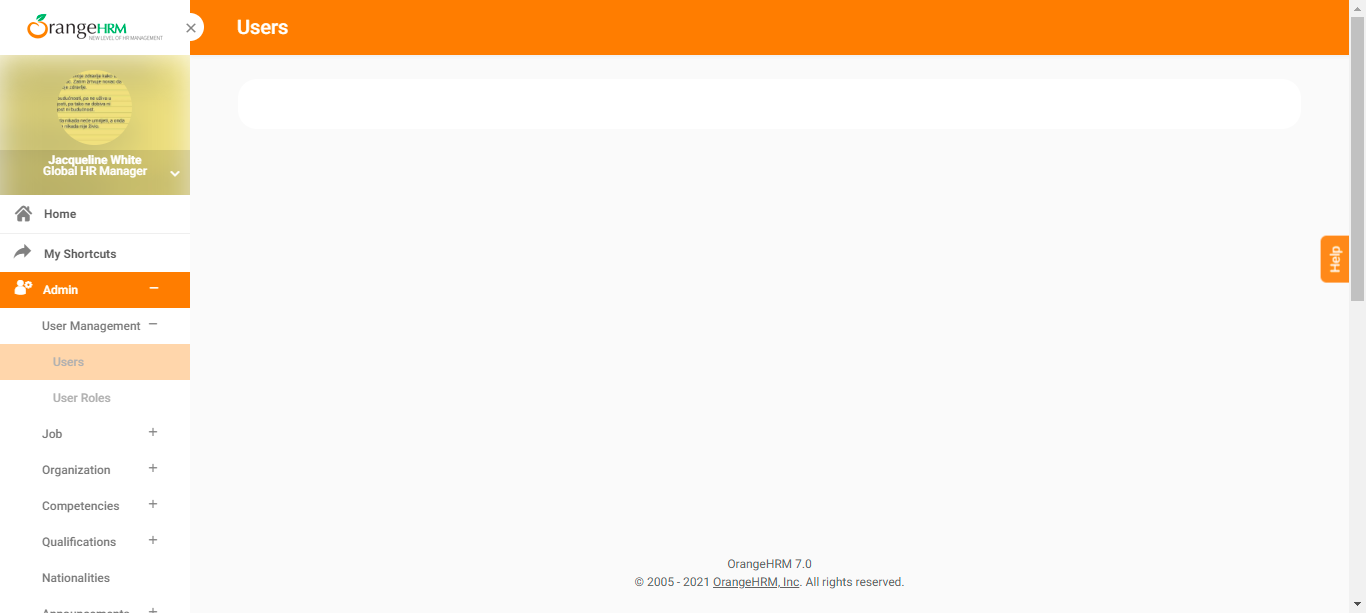 OrangeHRM
NEW LEVEL OF HR MANAGEMENT
Users
Jacqueline White
Global HR Manager
Home
My Shortcuts
Admin
User Management
Users
User Roles
Job
Organization
Competencies
Qualifications
Nationalities
Announcements
Help
OrangeHRM 7.0
© 2005 - 2021 OrangeHRM, Inc. All rights reserved.